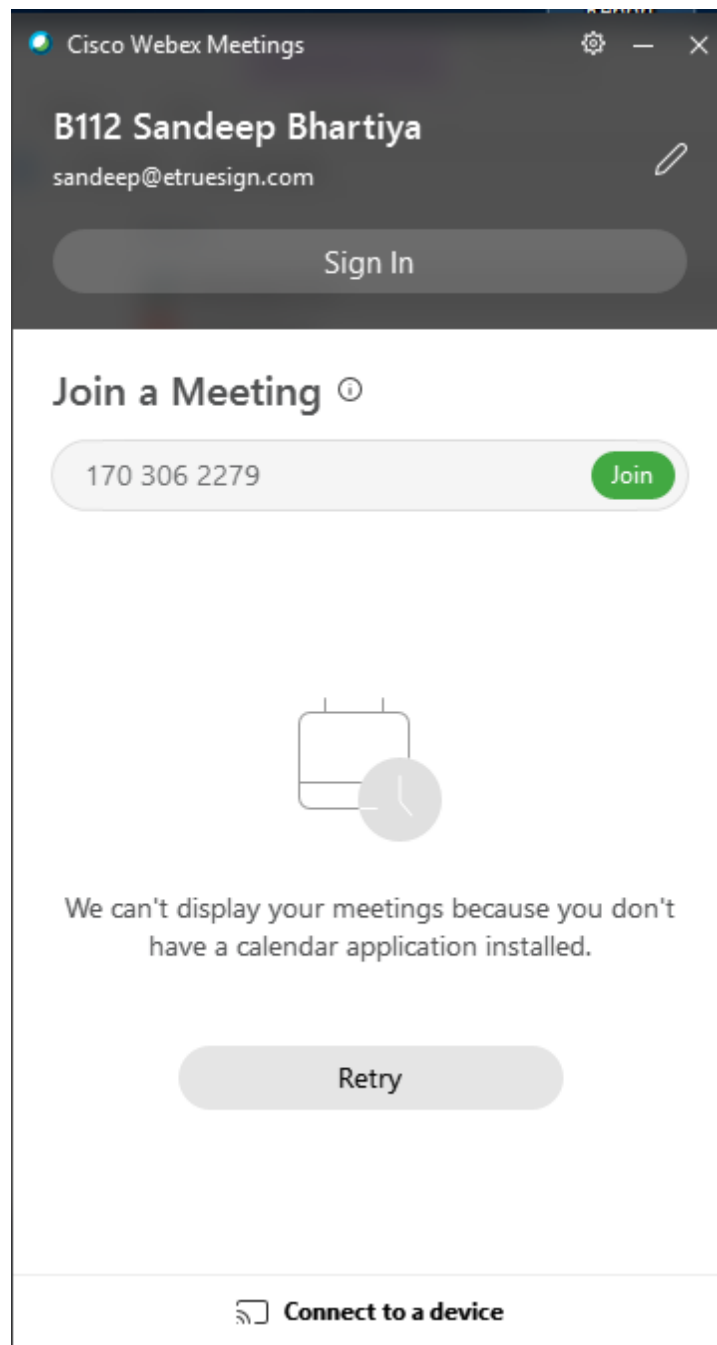 Cisco Webex Meetings
B112 Sandeep Bhartiya
sandeep@etruesign.com
Sign In
Join a Meeting
170 306 2279
Join
We can't display your meetings because you don't
have a calendar application installed.
Retry
Connect to a device